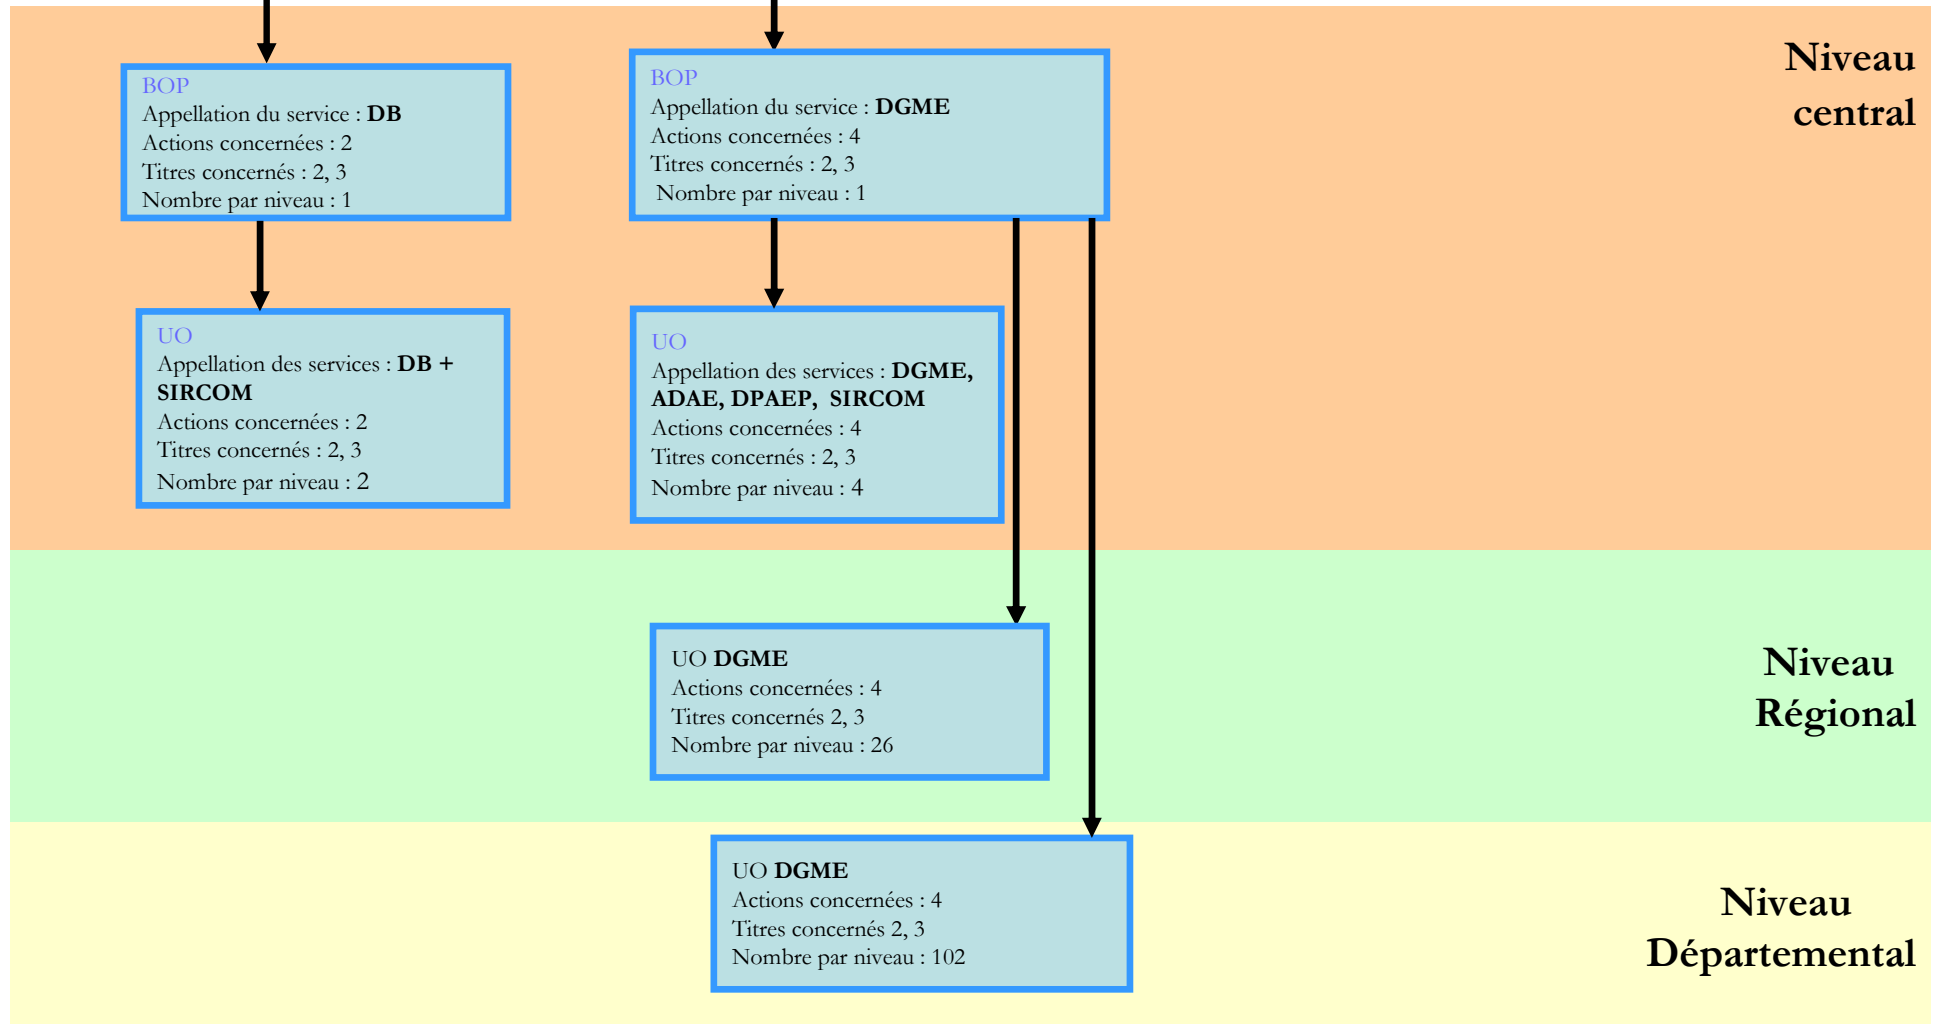 Niveau
central
BOP
Appellation du service : DB
Actions concernées : 2
Titres concernés : 2, 3
Nombre par niveau : 1
BOP
Appellation du service : DGME
Actions concernées : 4
Titres concernés : 2, 3
Nombre par niveau : 1
UO
Appellation des services : DB +
SIRCOM
Actions concernées : 2
Titres concernés : 2, 3
Nombre par niveau : 2
UO
Appellation des services : DGME,
ADAE, DPAEP, SIRCOM
Actions concernées : 4
Titres concernés : 2, 3
Nombre par niveau : 4
Niveau
Régional
UO DGME
Actions concernées : 4
Titres concernés 2, 3
Nombre par niveau : 26
Niveau
Départemental
UO DGME
Actions concernées : 4
Titres concernés 2, 3
Nombre par niveau : 102